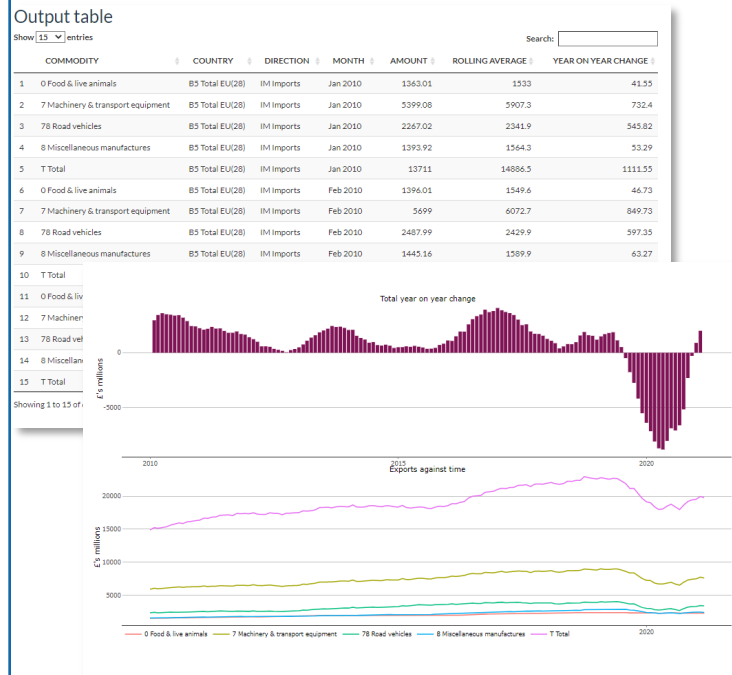 Output table
Show 15 entries Search:
COMMODITY COUNTRY DIRECTION MONTH AMOUNT ROLLING AVERAGE YEAR ON YEAR CHANGE
1 0 Food & live animals B5 Total EU(28) IM Imports Jan 2010 1363.01 1533 41.55
2 7 Machinery & transport equipment B5 Total EU(28) IM Imports Jan 2010 5399.08 5907.3 732.4
3 78 Road vehicles B5 Total EU(28) IM Imports Jan 2010 2267.02 2341.9 545.82
4 8 Miscellaneous manufactures B5 Total EU(28) IM Imports Jan 2010 1393.92 1564.3 53.29
5 T Total B5 Total EU(28) IM Imports Jan 2010 13711 14886.5 1111.55
6 0 Food & live animals B5 Total EU(28) IM Imports Feb 2010 1396.01 1549.6 46.73
7 7 Machinery & transport equipment B5 Total EU(28) IM Imports Feb 2010 5699 6072.7 849.73
8 78 Road vehicles B5 Total EU(28) IM Imports Feb 2010 2487.99 2429.9 597.35
9 8 Miscellaneous manufactures B5 Total EU(28) IM Imports Feb 2010 1445.16 1589.9 63.27
10 T Total
11 0 Food & liv
12 7 Machiner
13 78 Road veh
14 8 Miscellan
15 T Total
Showing 1 to 15 of
Total year on year change
0
-5000
£'s millions
2010 2015 2020
Exports against time
20000
15000
10000
5000
£'s millions
0 Food & live animals 7 Machinery & transport equipment 78 Road vehicles 8 Miscellaneous manufactures T Total 2020